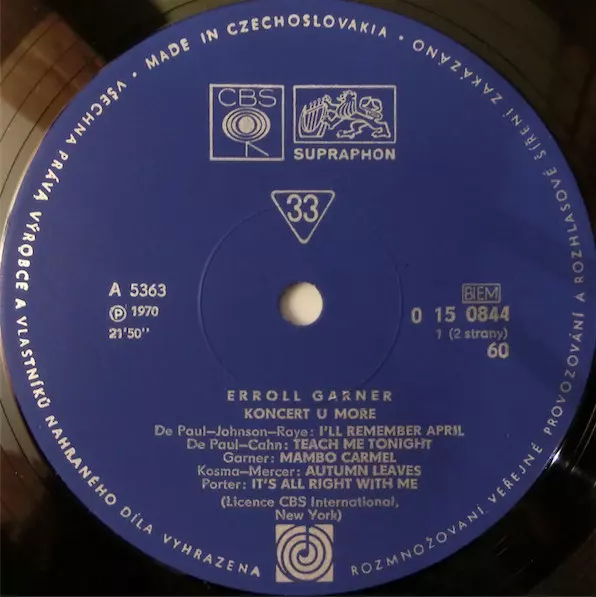 VŠECHNA PRÁVA VÝROBCE A VLASTNÍKŮ NAHRANÉHO DÍLA VYHRAZENA
• MADE IN CZECHOSLOVAKIA •
ROZMNOŽOVANÍ VEŘEJNÉ PROVOZOVÁNÍ A ROZHLASOVÉ ŠÍŘENÍ ZAKÁZÁNO
CBS
SUPRAPHON
33
A 5363
Ⓟ 1970
21'50"
BIEM
0 15 0844
1 (2 strany)
60
ERROLL GARNER
KONCERT U MOŘE
De Paul–Johnson–Raye: I'LL REMEMBER APRIL
De Paul–Cahn: TEACH ME TONIGHT
Garner: MAMBO CARMEL
Kosma–Mercer: AUTUMN LEAVES
Porter: IT'S ALL RIGHT WITH ME
(Licence CBS International,
New York)